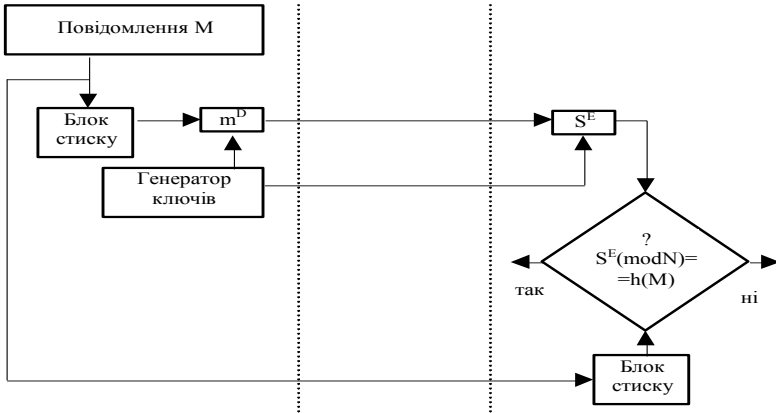 Повідомлення М
Блок
стиску
m^D
S^E
Генератор
ключів
?
S^E(modN)=
=h(M)
так
ні
Блок
стиску